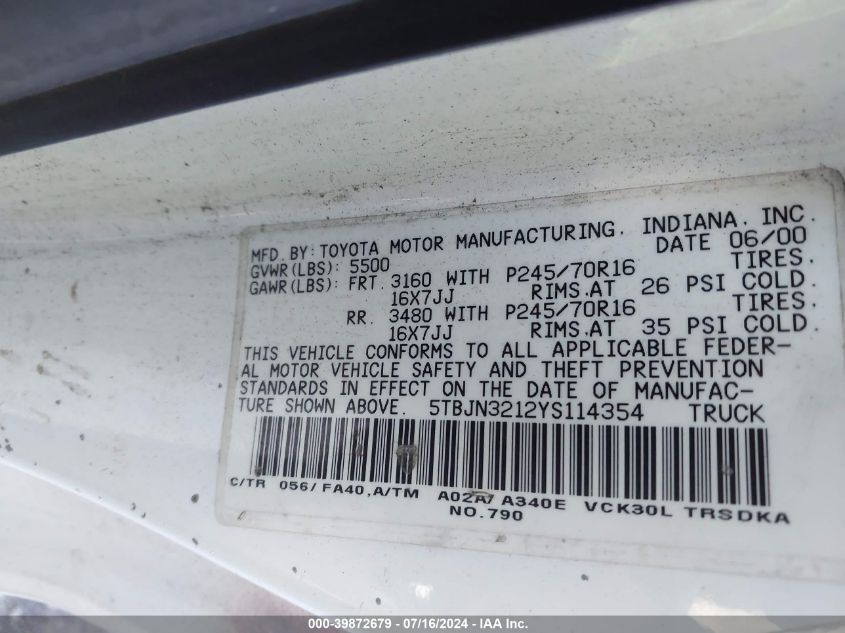 MFD. BY: TOYOTA MOTOR MANUFACTURING, INDIANA, INC.
GVWR(LBS): 5500 DATE 06/00
GAWR(LBS): FRT. 3160 WITH P245/70R16 TIRES.
16X7JJ RIMS.AT 26 PSI COLD.
RR. 3480 WITH P245/70R16 TIRES.
16X7JJ RIMS.AT 35 PSI COLD.
THIS VEHICLE CONFORMS TO ALL APPLICABLE FEDER-
AL MOTOR VEHICLE SAFETY AND THEFT PREVENTION
STANDARDS IN EFFECT ON THE DATE OF MANUFAC-
TURE SHOWN ABOVE. 5TBJN3212YS114354 TRUCK
C/TR 056/FA40,A/TM A02A/A340E VCK30L TRSDKA
NO.790
000-39872679 - 07/16/2024 - IAA Inc.